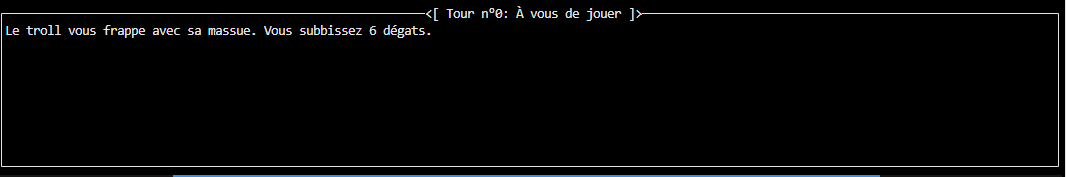 <[ Tour n°0: À vous de jouer ]>
Le troll vous frappe avec sa massue. Vous subbissez 6 dégats.